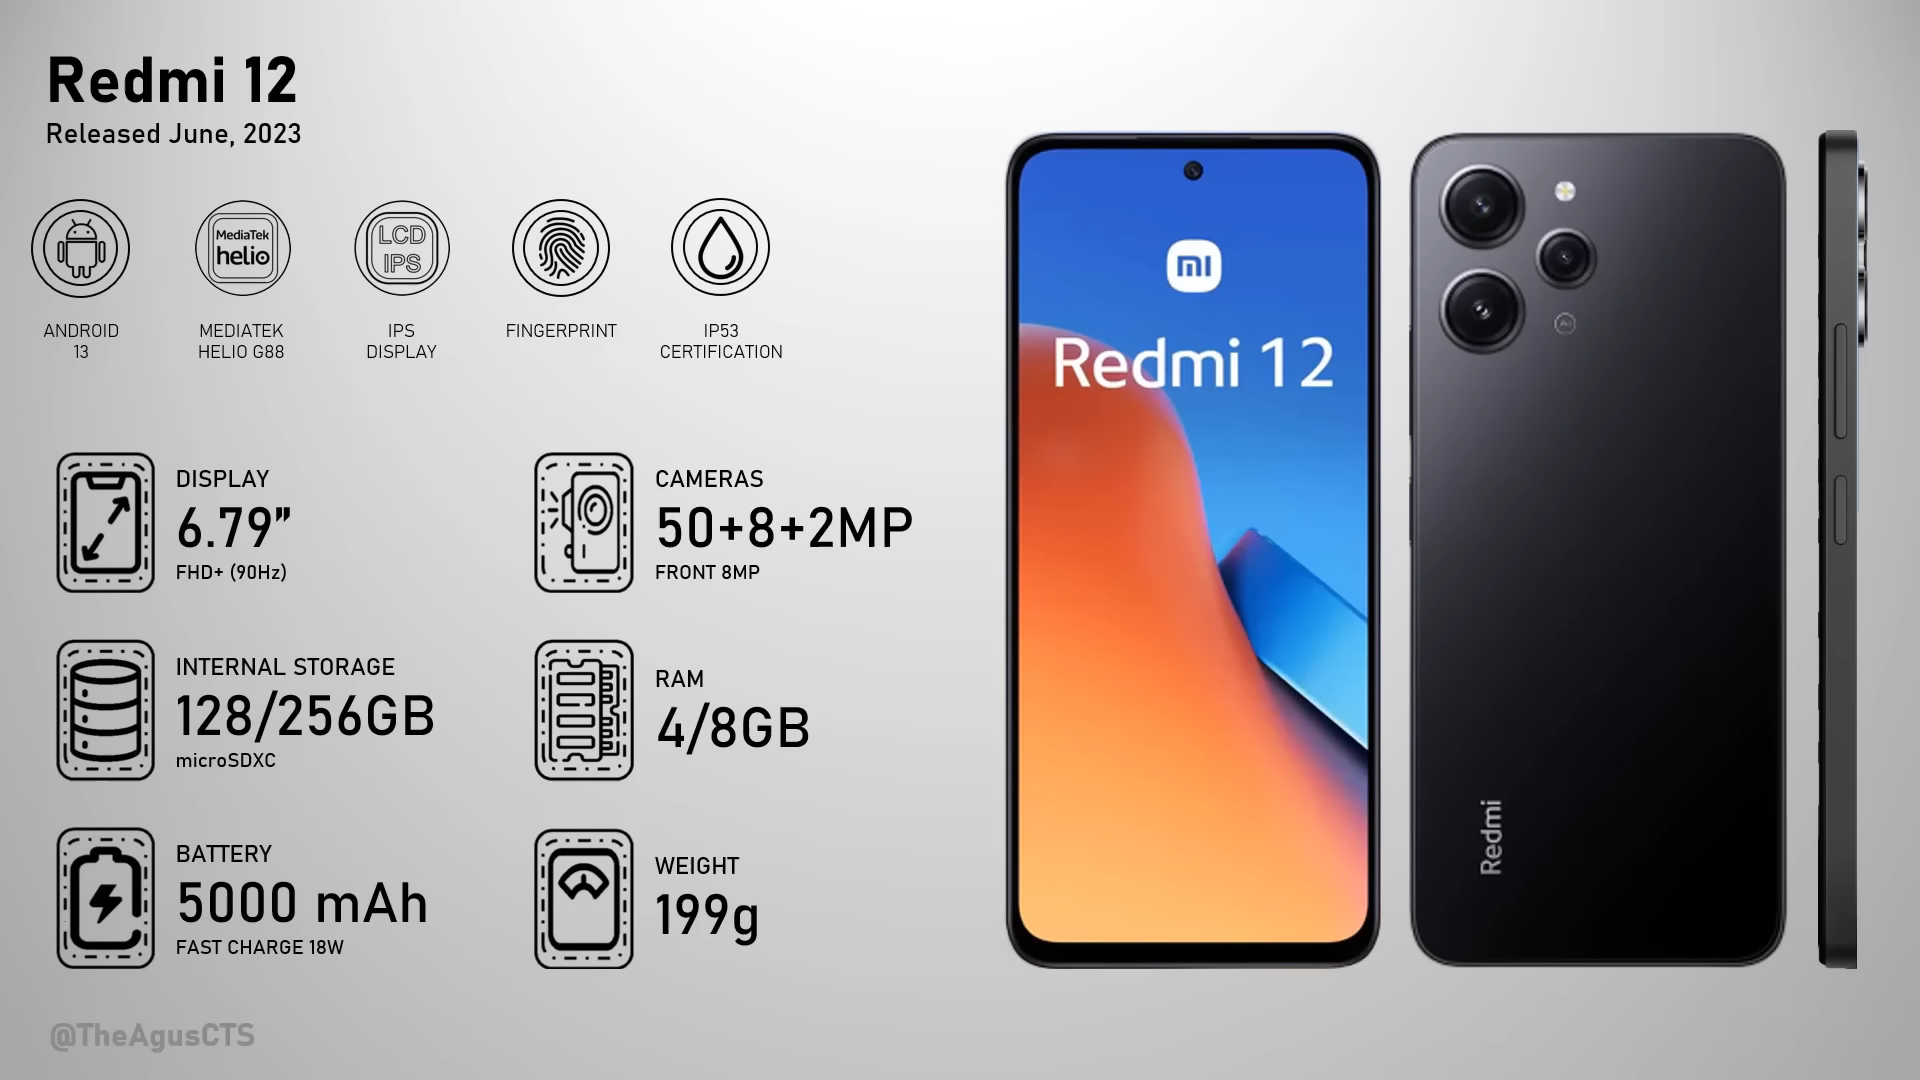 Redmi 12
Released June, 2023
MediaTek
helio
LCD
IPS
ANDROID
13
MEDIATEK
HELIO G88
IPS
DISPLAY
FINGERPRINT
IP53
CERTIFICATION
DISPLAY
6.79”
FHD+ (90Hz)
CAMERAS
50+8+2MP
FRONT 8MP
INTERNAL STORAGE
128/256GB
microSDXC
RAM
4/8GB
BATTERY
5000 mAh
FAST CHARGE 18W
WEIGHT
199g
@TheAgusCTS
mi
Redmi 12
Redmi